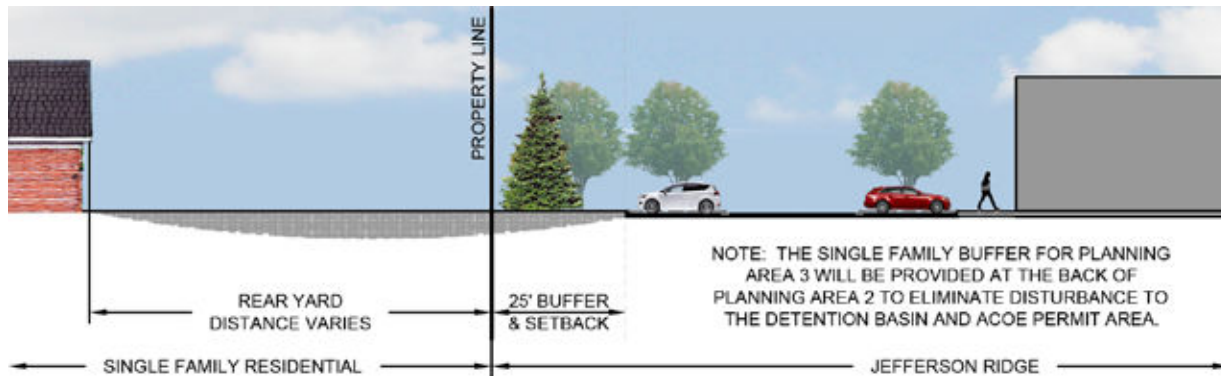 PROPERTY LINE
NOTE: THE SINGLE FAMILY BUFFER FOR PLANNING
AREA 3 WILL BE PROVIDED AT THE BACK OF
PLANNING AREA 2 TO ELIMINATE DISTURBANCE TO
THE DETENTION BASIN AND ACOE PERMIT AREA.
REAR YARD
DISTANCE VARIES
25' BUFFER
& SETBACK
SINGLE FAMILY RESIDENTIAL
JEFFERSON RIDGE